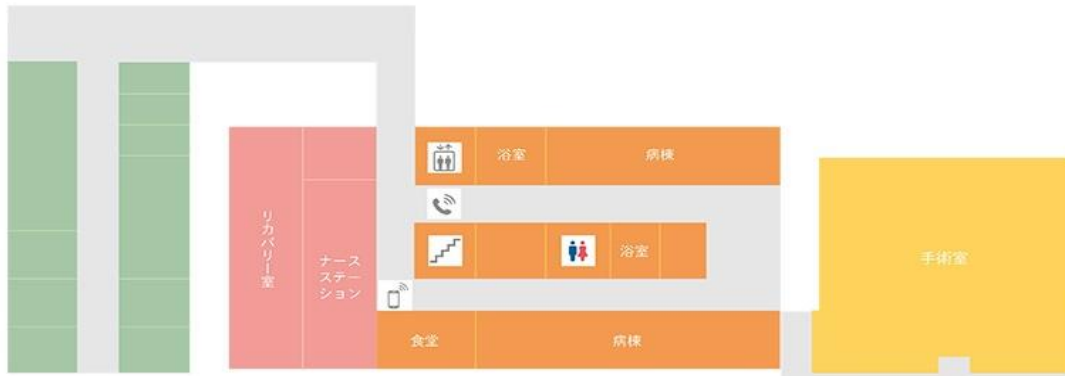 リカバリー室
ナース
ステー
ション
浴室
病棟
浴室
食堂
病棟
手術室